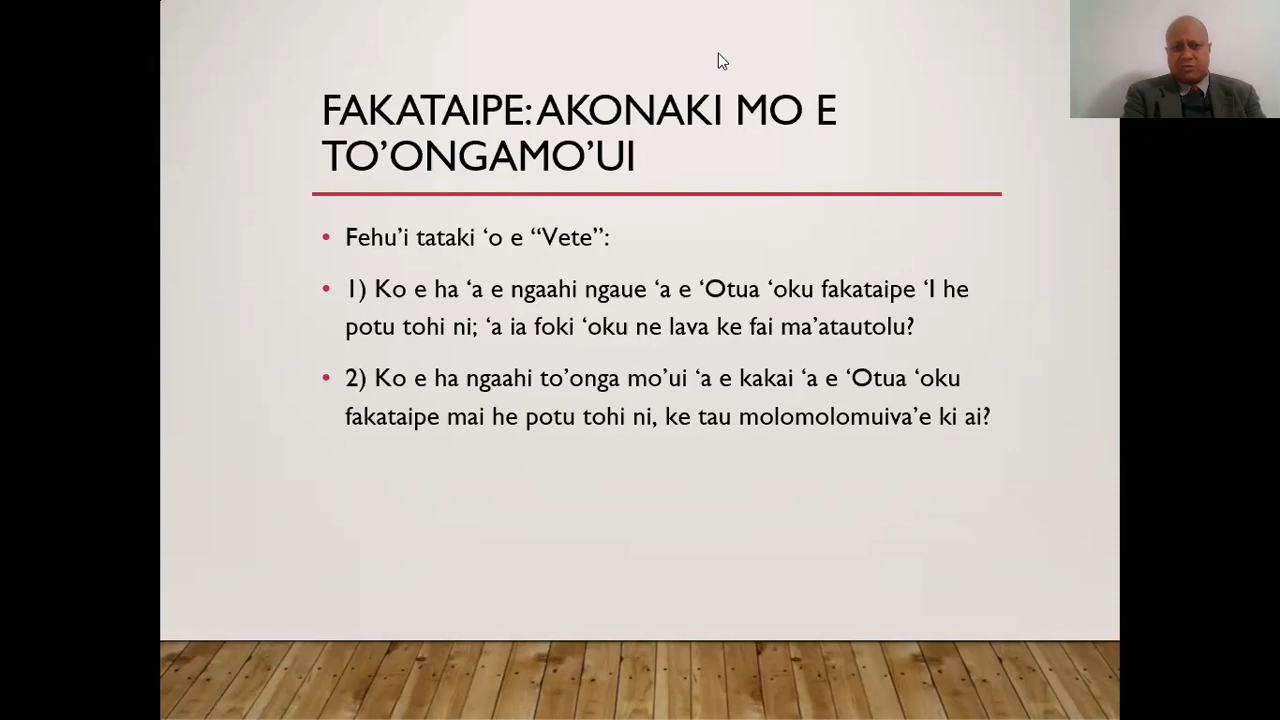 FAKATAIPE: AKONAKI MO E
TO’ONGAMO’UI
• Fehu’i tataki ‘o e “Vete”:
• 1) Ko e ha ‘a e ngaahi ngaue ‘a e ‘Otua ‘oku fakataipe ‘I he
potu tohi ni; ‘a ia foki ‘oku ne lava ke fai ma’atautolu?
• 2) Ko e ha ngaahi to’onga mo’ui ‘a e kakai ‘a e ‘Otua ‘oku
fakataipe mai he potu tohi ni, ke tau molomolomuiva’e ki ai?